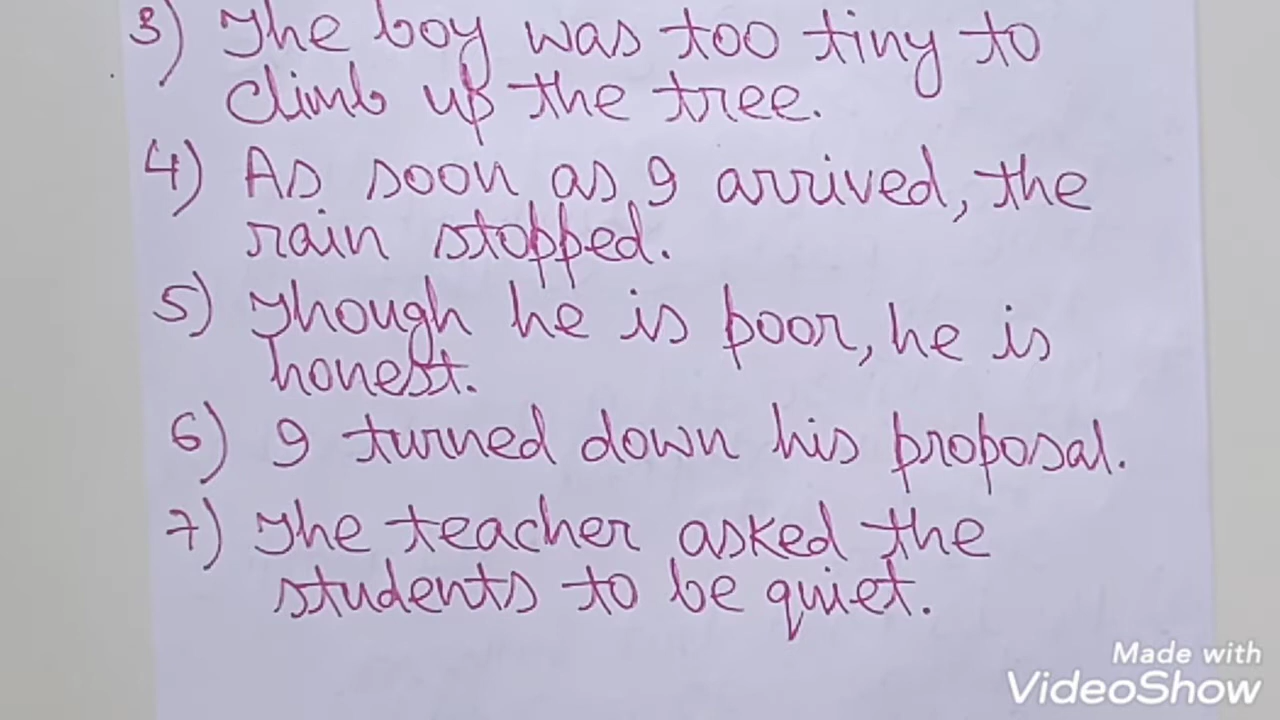 3) The boy was too tiny to
climb up the tree.
4) As soon as I arrived, the
rain stopped.
5) Though he is poor, he is
honest.
6) I turned down his proposal.
7) The teacher asked the
students to be quiet.
Made with
VideoShow